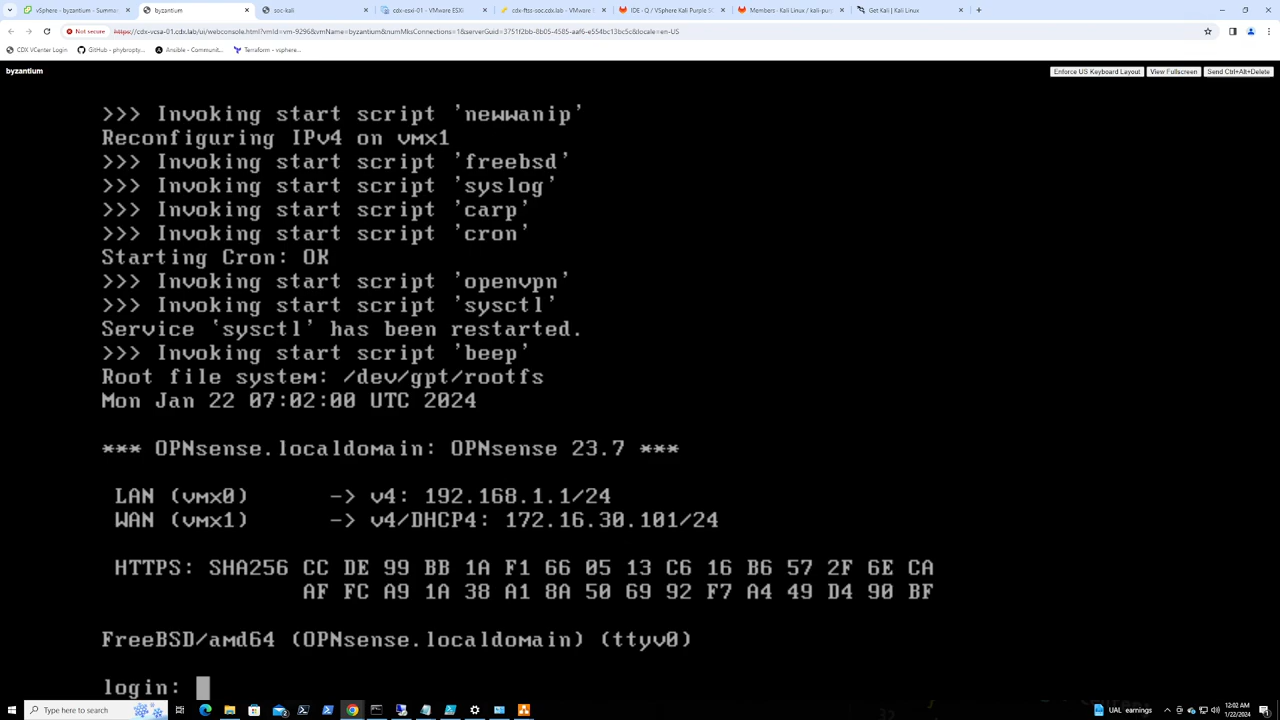 vSphere - byzantium - Summar
byzantium
soc-kali
cdx-esxi-01 - VMware ESXi
cdx-ftss-soc.cdx.lab - VMware
IDE - Q / VSphere Kali Purple SO
Members - Kali Linux / kali-purp
Get Kali | Kali Linux
Not secure
https://cdx-vcsa-01.cdx.lab/ui/webconsole.html?vmId=vm-9296&vmName=byzantium&numMksConnections=1&serverGuid=3751f2bb-8b05-4585-aaf6-e554bc13bc5c&locale=en-US
CDX VCenter Login
GitHub - phybropty...
Ansible - Communit...
Terraform - vsphere...
byzantium
Enforce US Keyboard Layout
View Fullscreen
Send Ctrl+Alt+Delete
>>> Invoking start script 'newwanip'
Reconfiguring IPv4 on vmx1
>>> Invoking start script 'freebsd'
>>> Invoking start script 'syslog'
>>> Invoking start script 'carp'
>>> Invoking start script 'cron'
Starting Cron: OK
>>> Invoking start script 'openvpn'
>>> Invoking start script 'sysctl'
Service `sysctl' has been restarted.
>>> Invoking start script 'beep'
Root file system: /dev/gpt/rootfs
Mon Jan 22 07:02:00 UTC 2024
*** OPNsense.localdomain: OPNsense 23.7 ***
LAN (vmx0) -> v4: 192.168.1.1/24
WAN (vmx1) -> v4/DHCP4: 172.16.30.101/24
HTTPS: SHA256 CC DE 99 BB 1A F1 66 05 13 C6 16 B6 57 2F 6E CA
AF FC A9 1A 38 A1 8A 50 69 92 F7 A4 49 D4 90 BF
FreeBSD/amd64 (OPNsense.localdomain) (ttyv0)
login:
Type here to search
UAL earnings
12:02 AM
1/22/2024